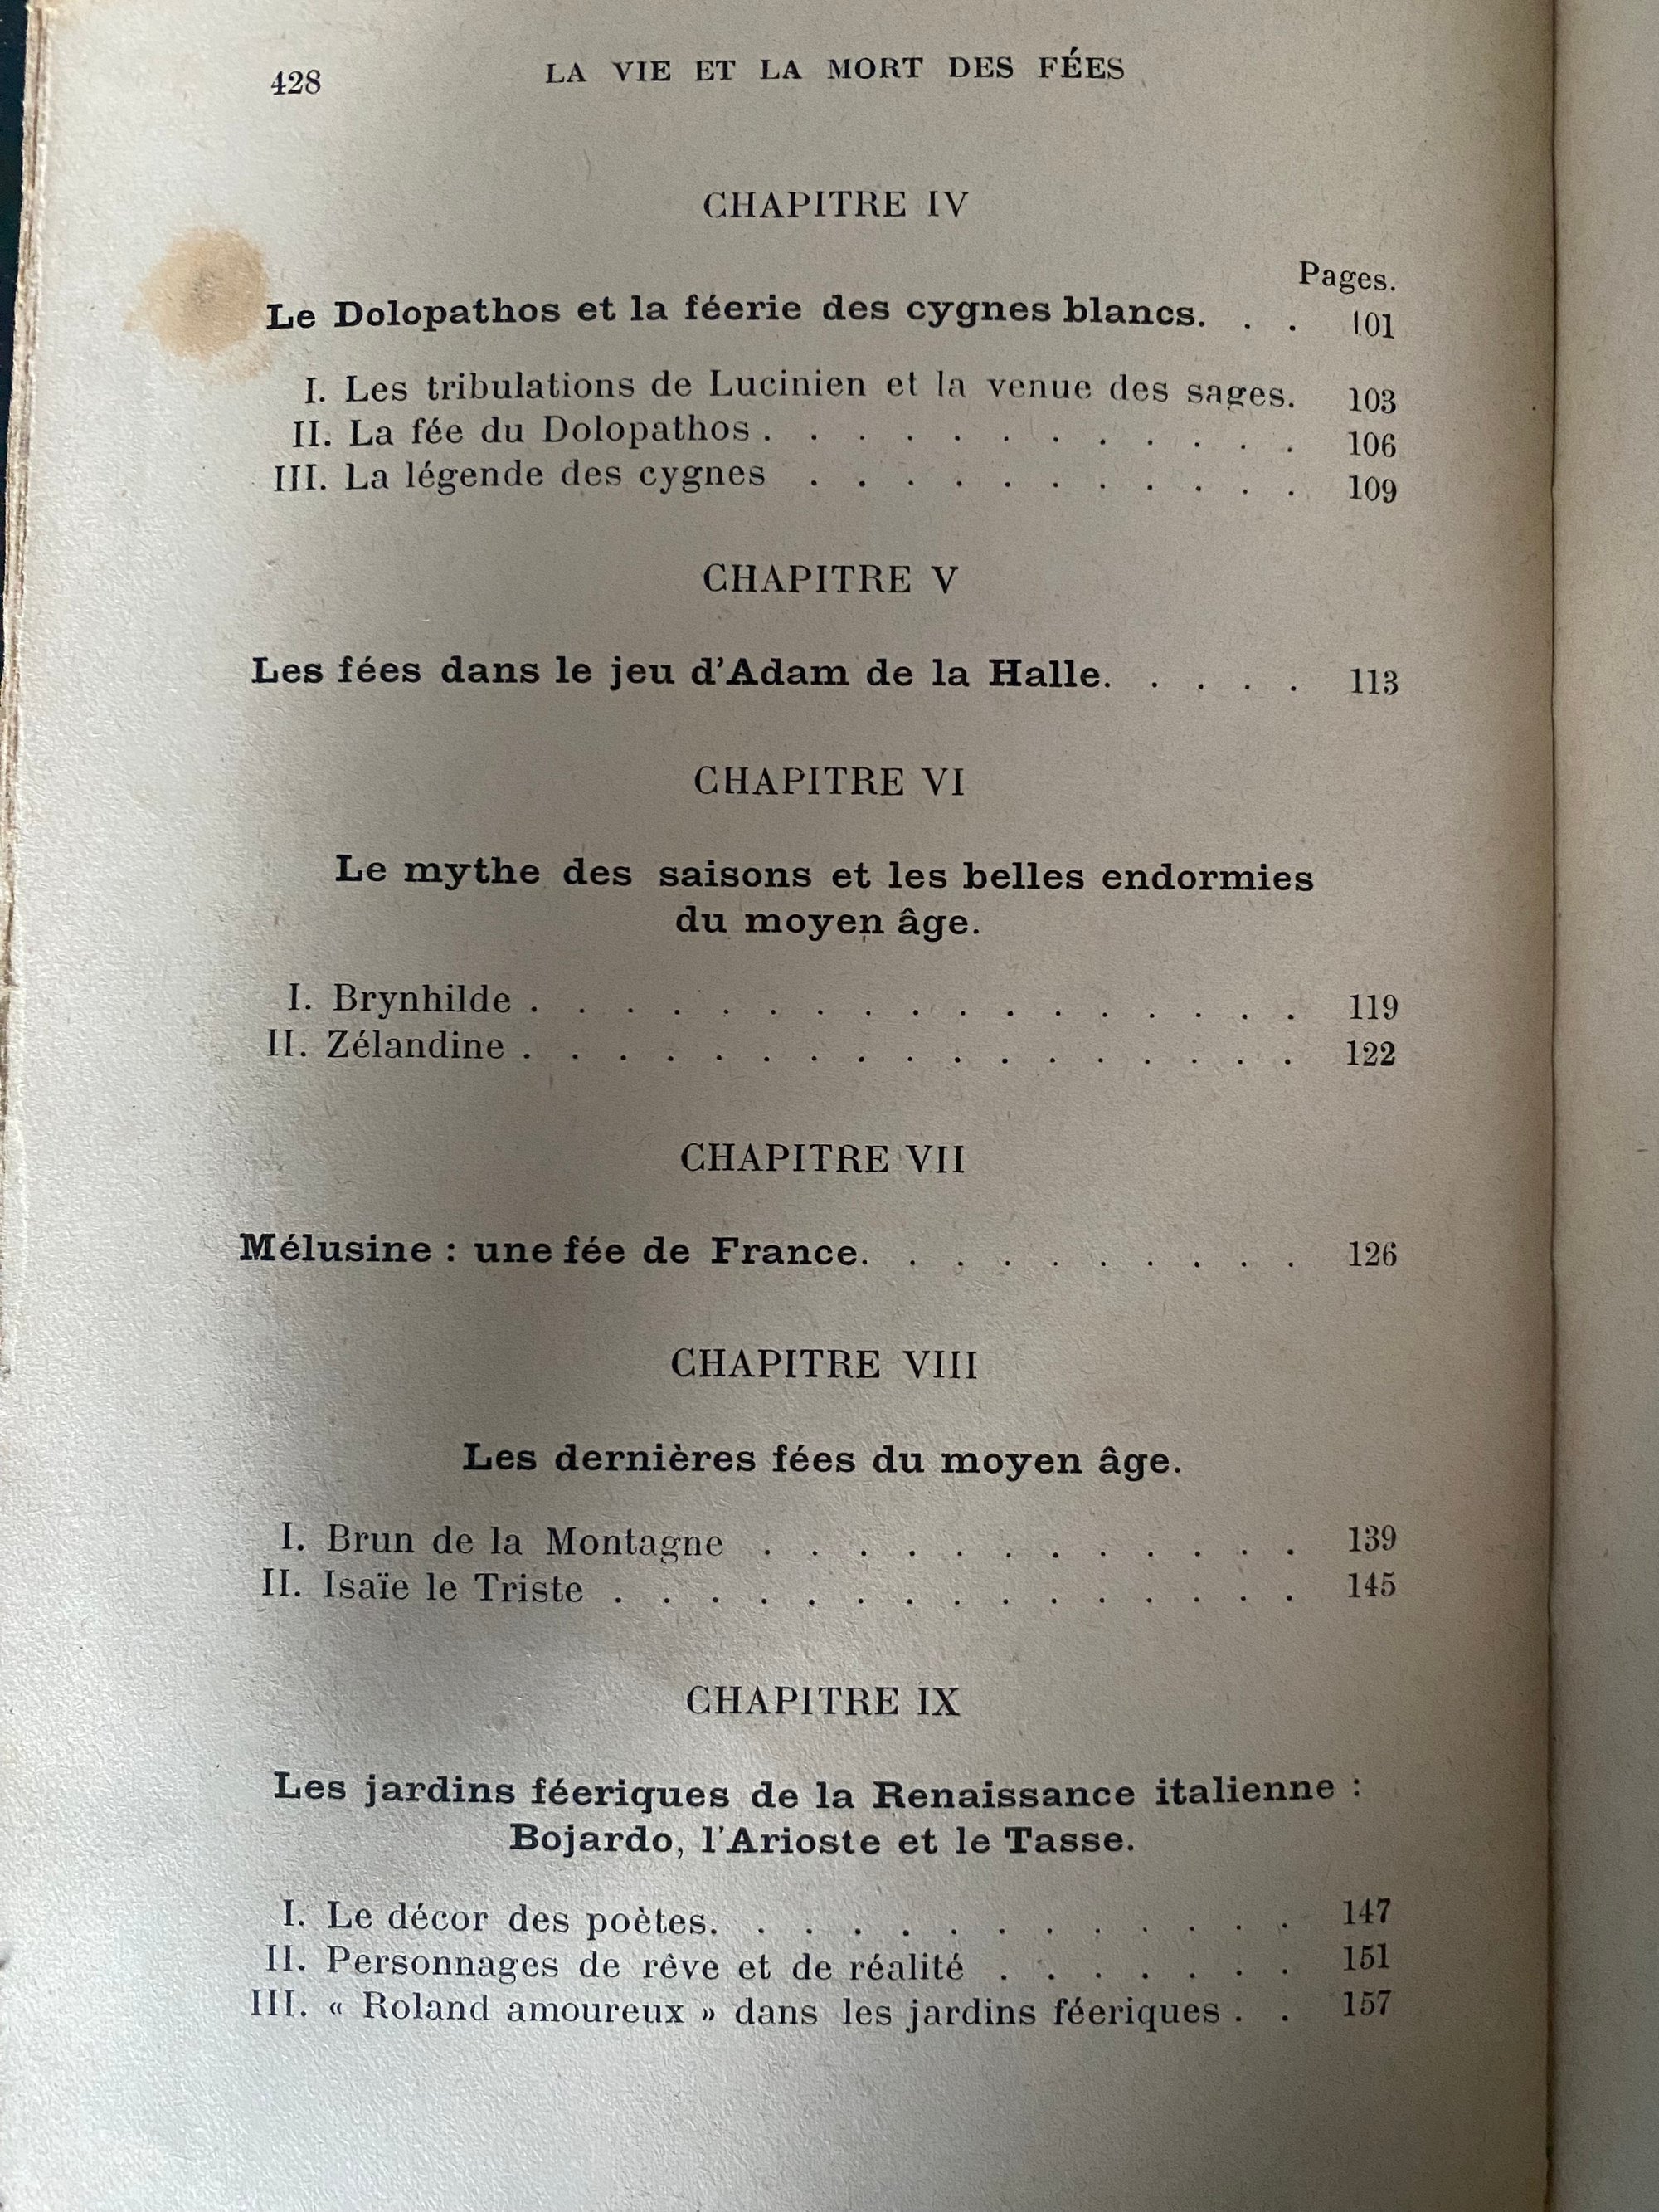 428 LA VIE ET LA MORT DES FÉES
CHAPITRE IV
Pages.
Le Dolopathos et la féerie des cygnes blancs. . . 101
I. Les tribulations de Lucinien et la venue des sages. 103
II. La fée du Dolopathos . . . . . . . . . . . . 106
III. La légende des cygnes . . . . . . . . . . . 109
CHAPITRE V
Les fées dans le jeu d'Adam de la Halle. . . . . 113
CHAPITRE VI
Le mythe des saisons et les belles endormies
du moyen âge.
I. Brynhilde . . . . . . . . . . . . . . . . . 119
II. Zélandine . . . . . . . . . . . . . . . . . 122
CHAPITRE VII
Mélusine : une fée de France. . . . . . . . . . 126
CHAPITRE VIII
Les dernières fées du moyen âge.
I. Brun de la Montagne . . . . . . . . . . . . 139
II. Isaïe le Triste . . . . . . . . . . . . . . . 145
CHAPITRE IX
Les jardins féeriques de la Renaissance italienne :
Bojardo, l'Arioste et le Tasse.
I. Le décor des poètes. . . . . . . . . . . . . 147
II. Personnages de rêve et de réalité . . . . . . . 151
III. « Roland amoureux » dans les jardins féeriques . . 157